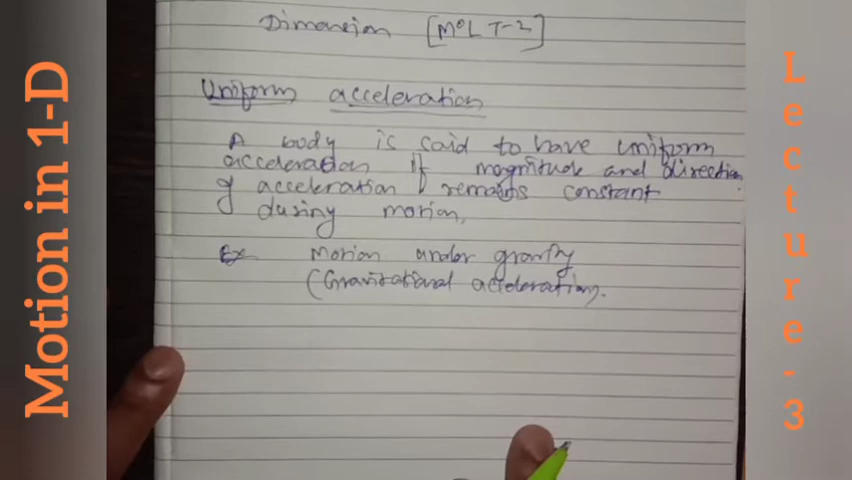 Motion in 1-D
Dimension [M⁰L T-2]
Uniform acceleration
A body is said to have uniform
acceleration if magnitude and direction
of acceleration remains constant
during motion,
Ex Motion under gravity
(Gravitational acceleration).
Lecture-3